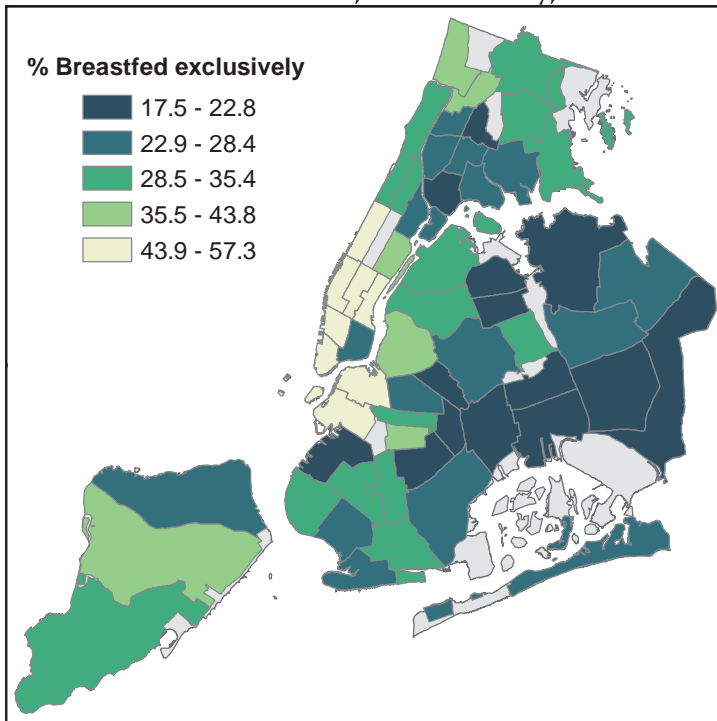 % Breastfed exclusively
17.5 - 22.8
22.9 - 28.4
28.5 - 35.4
35.5 - 43.8
43.9 - 57.3